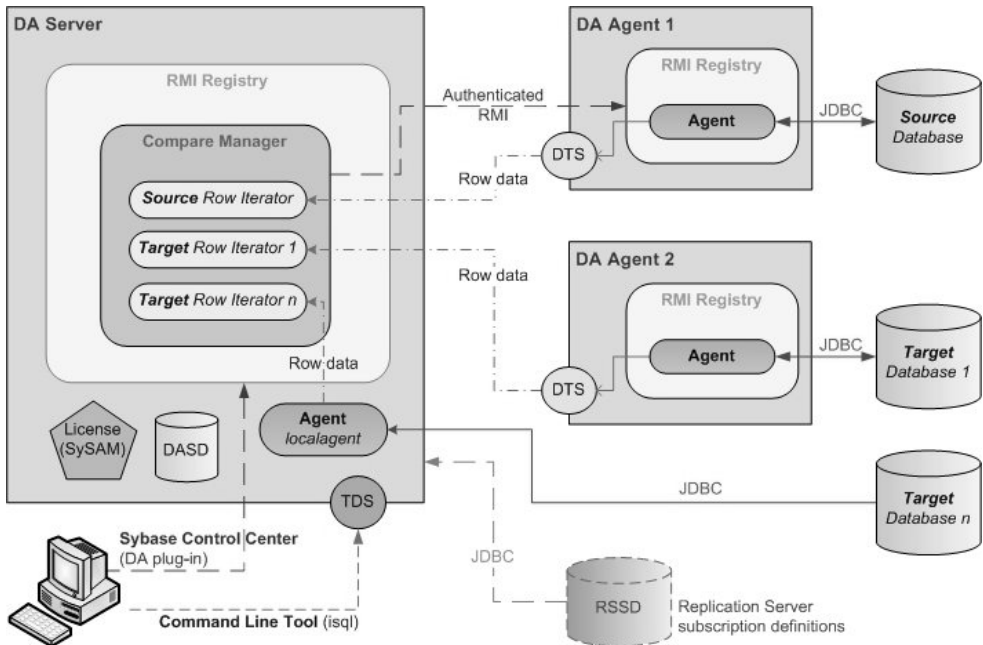 DA Server
RMI Registry
Compare Manager
Source Row Iterator
Target Row Iterator 1
Target Row Iterator n
Row data
Agent
localagent
License
(SySAM)
DASD
TDS
Authenticated
RMI
Row data
Row data
DA Agent 1
RMI Registry
Agent
DTS
JDBC
Source
Database
DA Agent 2
RMI Registry
Agent
DTS
JDBC
Target
Database 1
JDBC
Target
Database n
Sybase Control Center
(DA plug-in)
Command Line Tool (isql)
JDBC
RSSD
Replication Server
subscription definitions